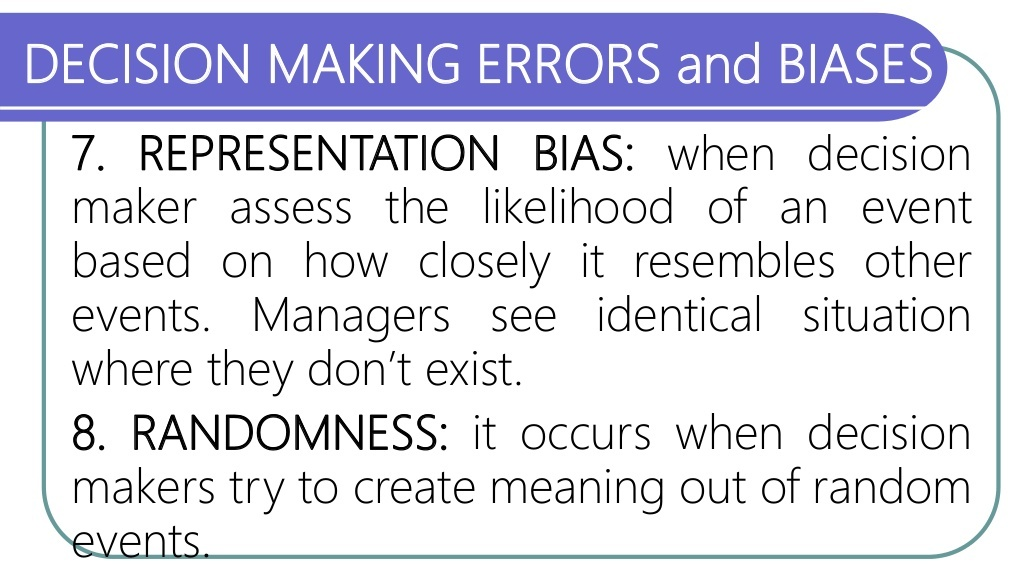 DECISION MAKING ERRORS and BIASES
7. REPRESENTATION BIAS: when decision
maker assess the likelihood of an event
based on how closely it resembles other
events. Managers see identical situation
where they don’t exist.
8. RANDOMNESS: it occurs when decision
makers try to create meaning out of random
events.